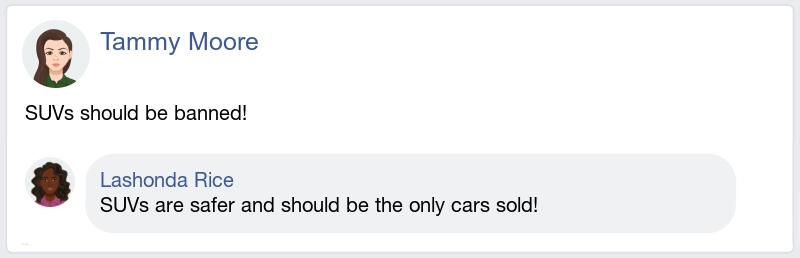 Tammy Moore
SUVs should be banned!
Lashonda Rice
SUVs are safer and should be the only cars sold!